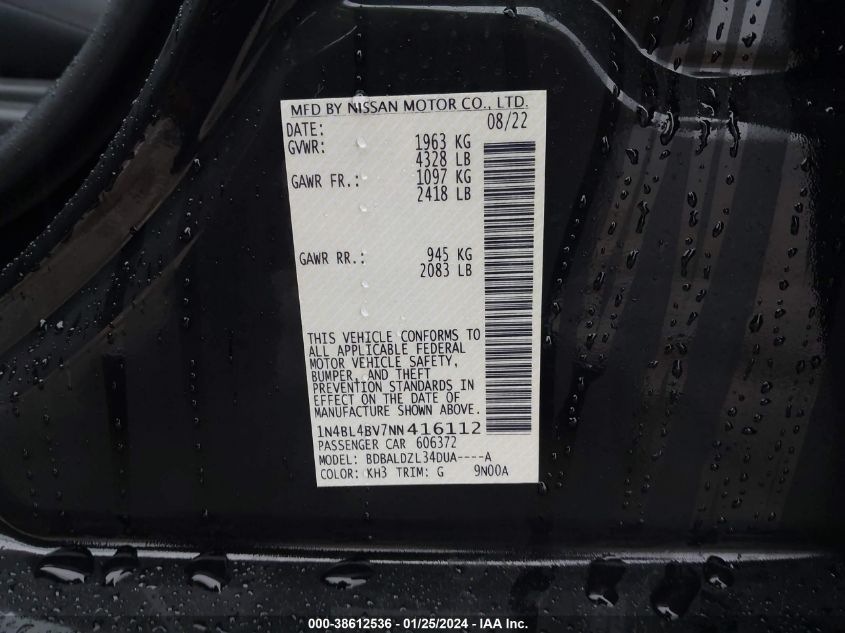 MFD BY NISSAN MOTOR CO., LTD.
DATE: 08/22
GVWR: 1963 KG
4328 LB
GAWR FR.: 1097 KG
2418 LB
GAWR RR.: 945 KG
2083 LB
THIS VEHICLE CONFORMS TO
ALL APPLICABLE FEDERAL
MOTOR VEHICLE SAFETY,
BUMPER, AND THEFT
PREVENTION STANDARDS IN
EFFECT ON THE DATE OF
MANUFACTURE SHOWN ABOVE.
1N4BL4BV7NN416112
PASSENGER CAR 606372
MODEL: BDBALDZL34DUA----A
COLOR: KH3 TRIM: G 9N00A
000-38612536 - 01/25/2024 - IAA Inc.